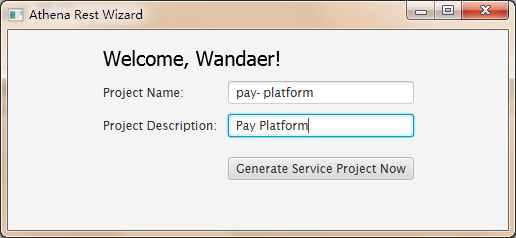 Athena Rest Wizard
Welcome, Wandaer!
Project Name: pay- platform
Project Description: Pay Platform
Generate Service Project Now